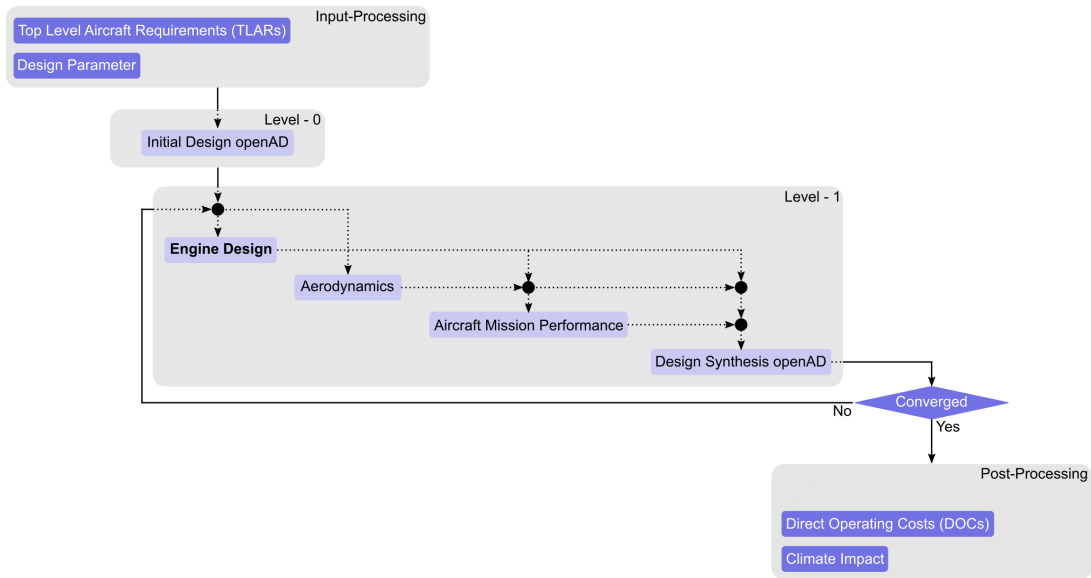 Input-Processing
Top Level Aircraft Requirements (TLARs)
Design Parameter
Level - 0
Initial Design openAD
Level - 1
Engine Design
Aerodynamics
Aircraft Mission Performance
Design Synthesis openAD
Converged
No
Yes
Post-Processing
Direct Operating Costs (DOCs)
Climate Impact